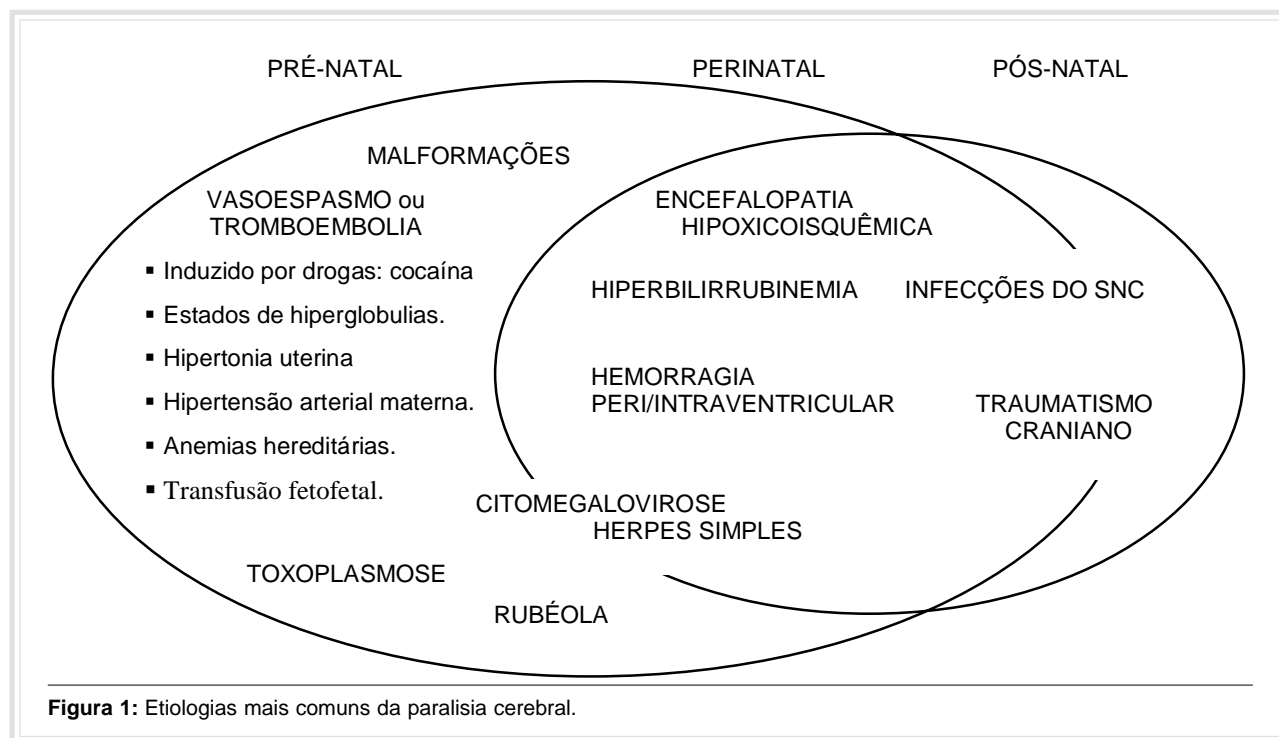 PRÉ-NATAL PERINATAL PÓS-NATAL
MALFORMAÇÕES
VASOESPASMO ou
TROMBOEMBOLIA
▪ Induzido por drogas: cocaína
▪ Estados de hiperglobulias.
▪ Hipertonia uterina
▪ Hipertensão arterial materna.
▪ Anemias hereditárias.
▪ Transfusão fetofetal.
ENCEFALOPATIA
HIPOXICOISQUÊMICA
HIPERBILIRRUBINEMIA
INFECÇÕES DO SNC
HEMORRAGIA
PERI/INTRAVENTRICULAR
TRAUMATISMO
CRANIANO
CITOMEGALOVIROSE
HERPES SIMPLES
TOXOPLASMOSE
RUBÉOLA
Figura 1: Etiologias mais comuns da paralisia cerebral.